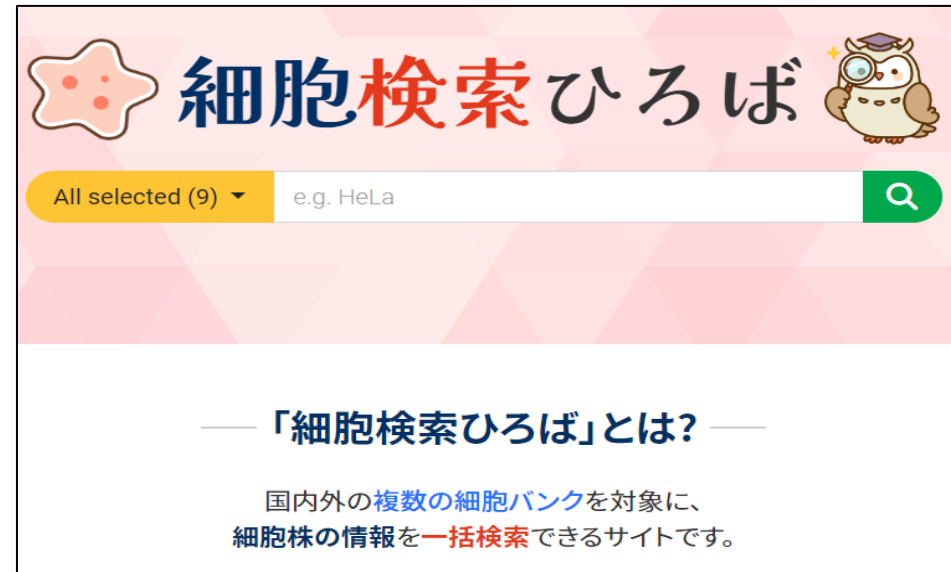 細胞検索ひろば
All selected (9) e.g. HeLa
「細胞検索ひろば」とは?
国内外の複数の細胞バンクを対象に、
細胞株の情報を一括検索できるサイトです。